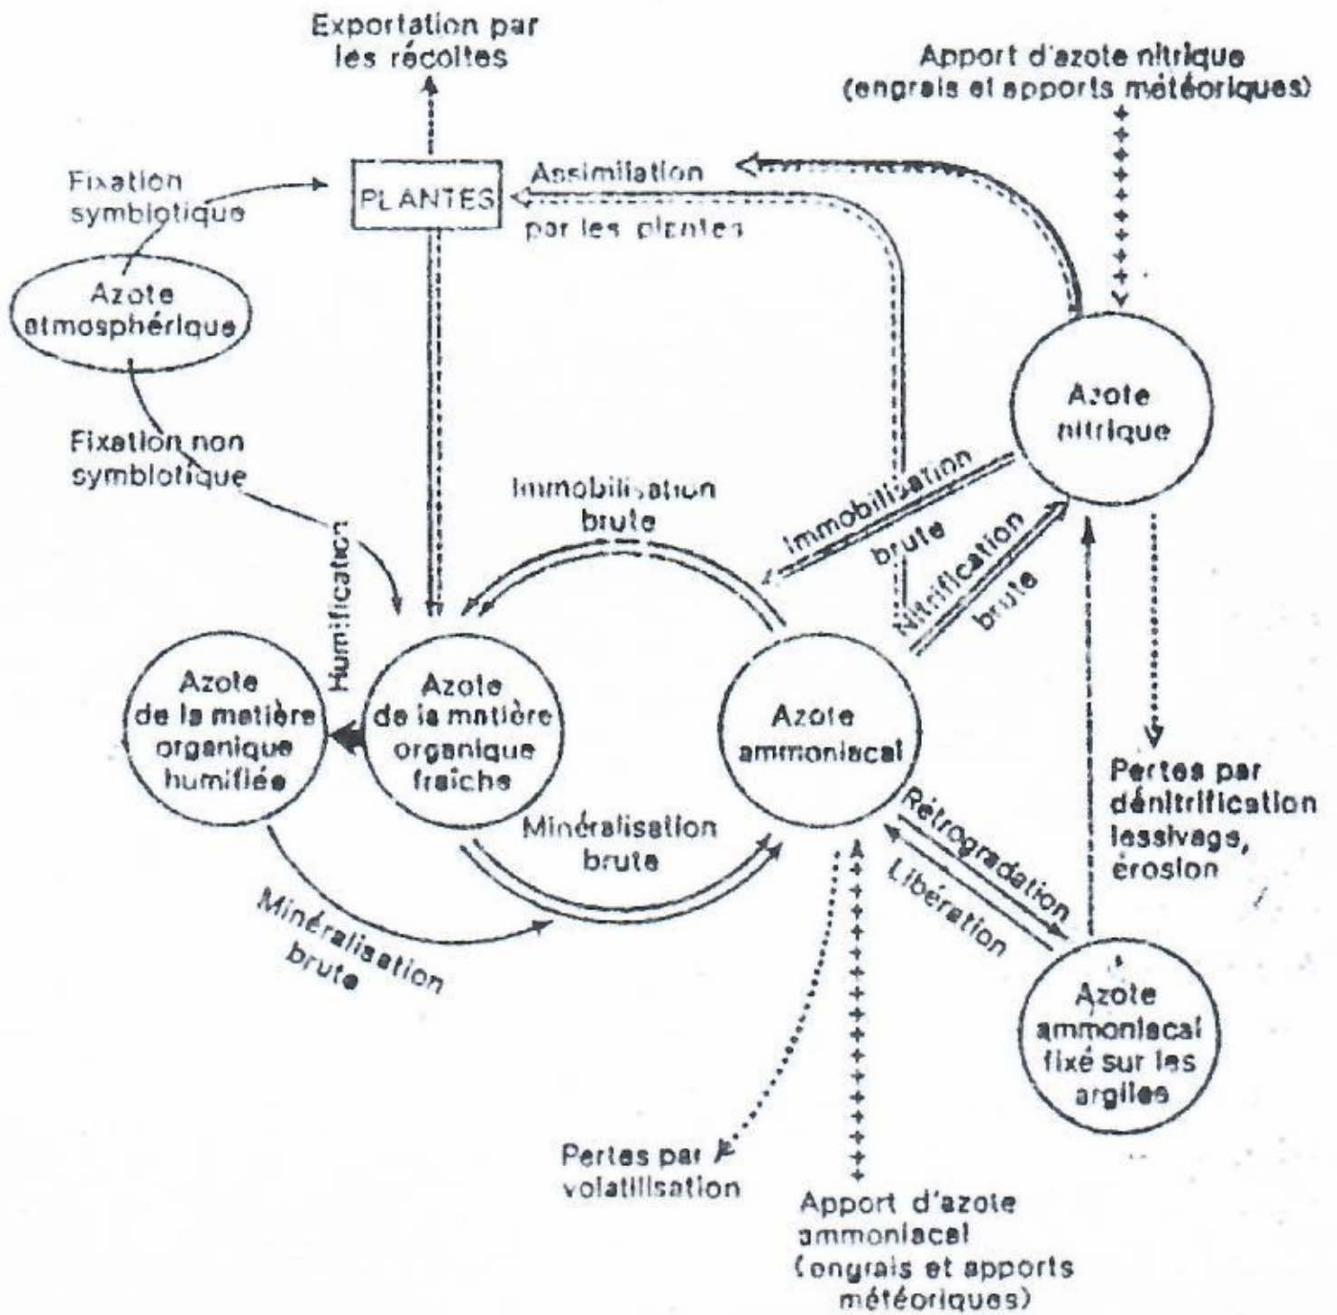 Exportation par
les récoltes
Apport d'azote nitrique
(engrais et apports météoriques)
Fixation
symbiotique
PLANTES
Assimilation
par les plantes
Azote
atmosphérique
Azote
nitrique
Fixation non
symbiotique
Immobilisation
brute
Immobilisation
brute
Nitrification
brute
Humification
Azote
de la matière
organique
humifiée
Azote
de la matière
organique
fraîche
Azote
ammoniacal
Pertes par
dénitrification
lessivage,
érosion
Minéralisation
brute
Rétrogradation
Libération
Minéralisation
brute
Azote
ammoniacal
fixé sur les
argiles
Pertes par
volatilisation
Apport d'azote
ammoniacal
(engrais et apports
météoriques)